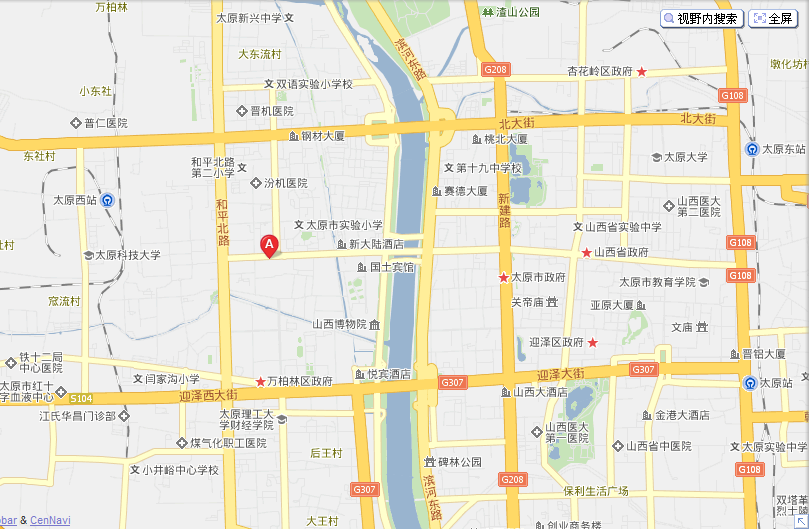 万柏林
太原新兴中学
渣山公园
视野内搜索
全屏
滨河东路
大东流村
G208
杏花岭区政府
敦化坊村
双语实验小学校
小东社
G108
晋机医院
普仁医院
钢材大厦
北大街
北大街
桃北大厦
太原东站
东社村
和平北路
第二小学
第十九中学校
太原大学
汾机医院
赛德大厦
太原西站
新建路
太原西医大
第二医院
和平北路
太原市实验小学
山西省实验中学
新大陆酒店
G108
太原科技大学
A
山西省政府
国士宾馆
太原市政府
G108
太原市教育学院
窊流村
关帝庙
亚原大厦
山西博物院
文庙
迎泽区政府
铁十二局
中心医院
晋铝大厦
闫家沟小学
万柏林区政府
悦宾酒店
G307
迎泽大街
G307
太原站
太原市红十
字血液中心
S104
迎泽西大街
山西大酒店
江氏华昌门诊部
太原理工大
学财经学院
金港大酒店
煤气化职工医院
山西医大
第一医院
山西省中医院
太原实验中学
后王村
小井峪中心学校
碑林公园
G108
G307
G208
滨河东路
保利生活广场
双塔革
烈士陵
大王村
创业商务楼
obar & CenNavi